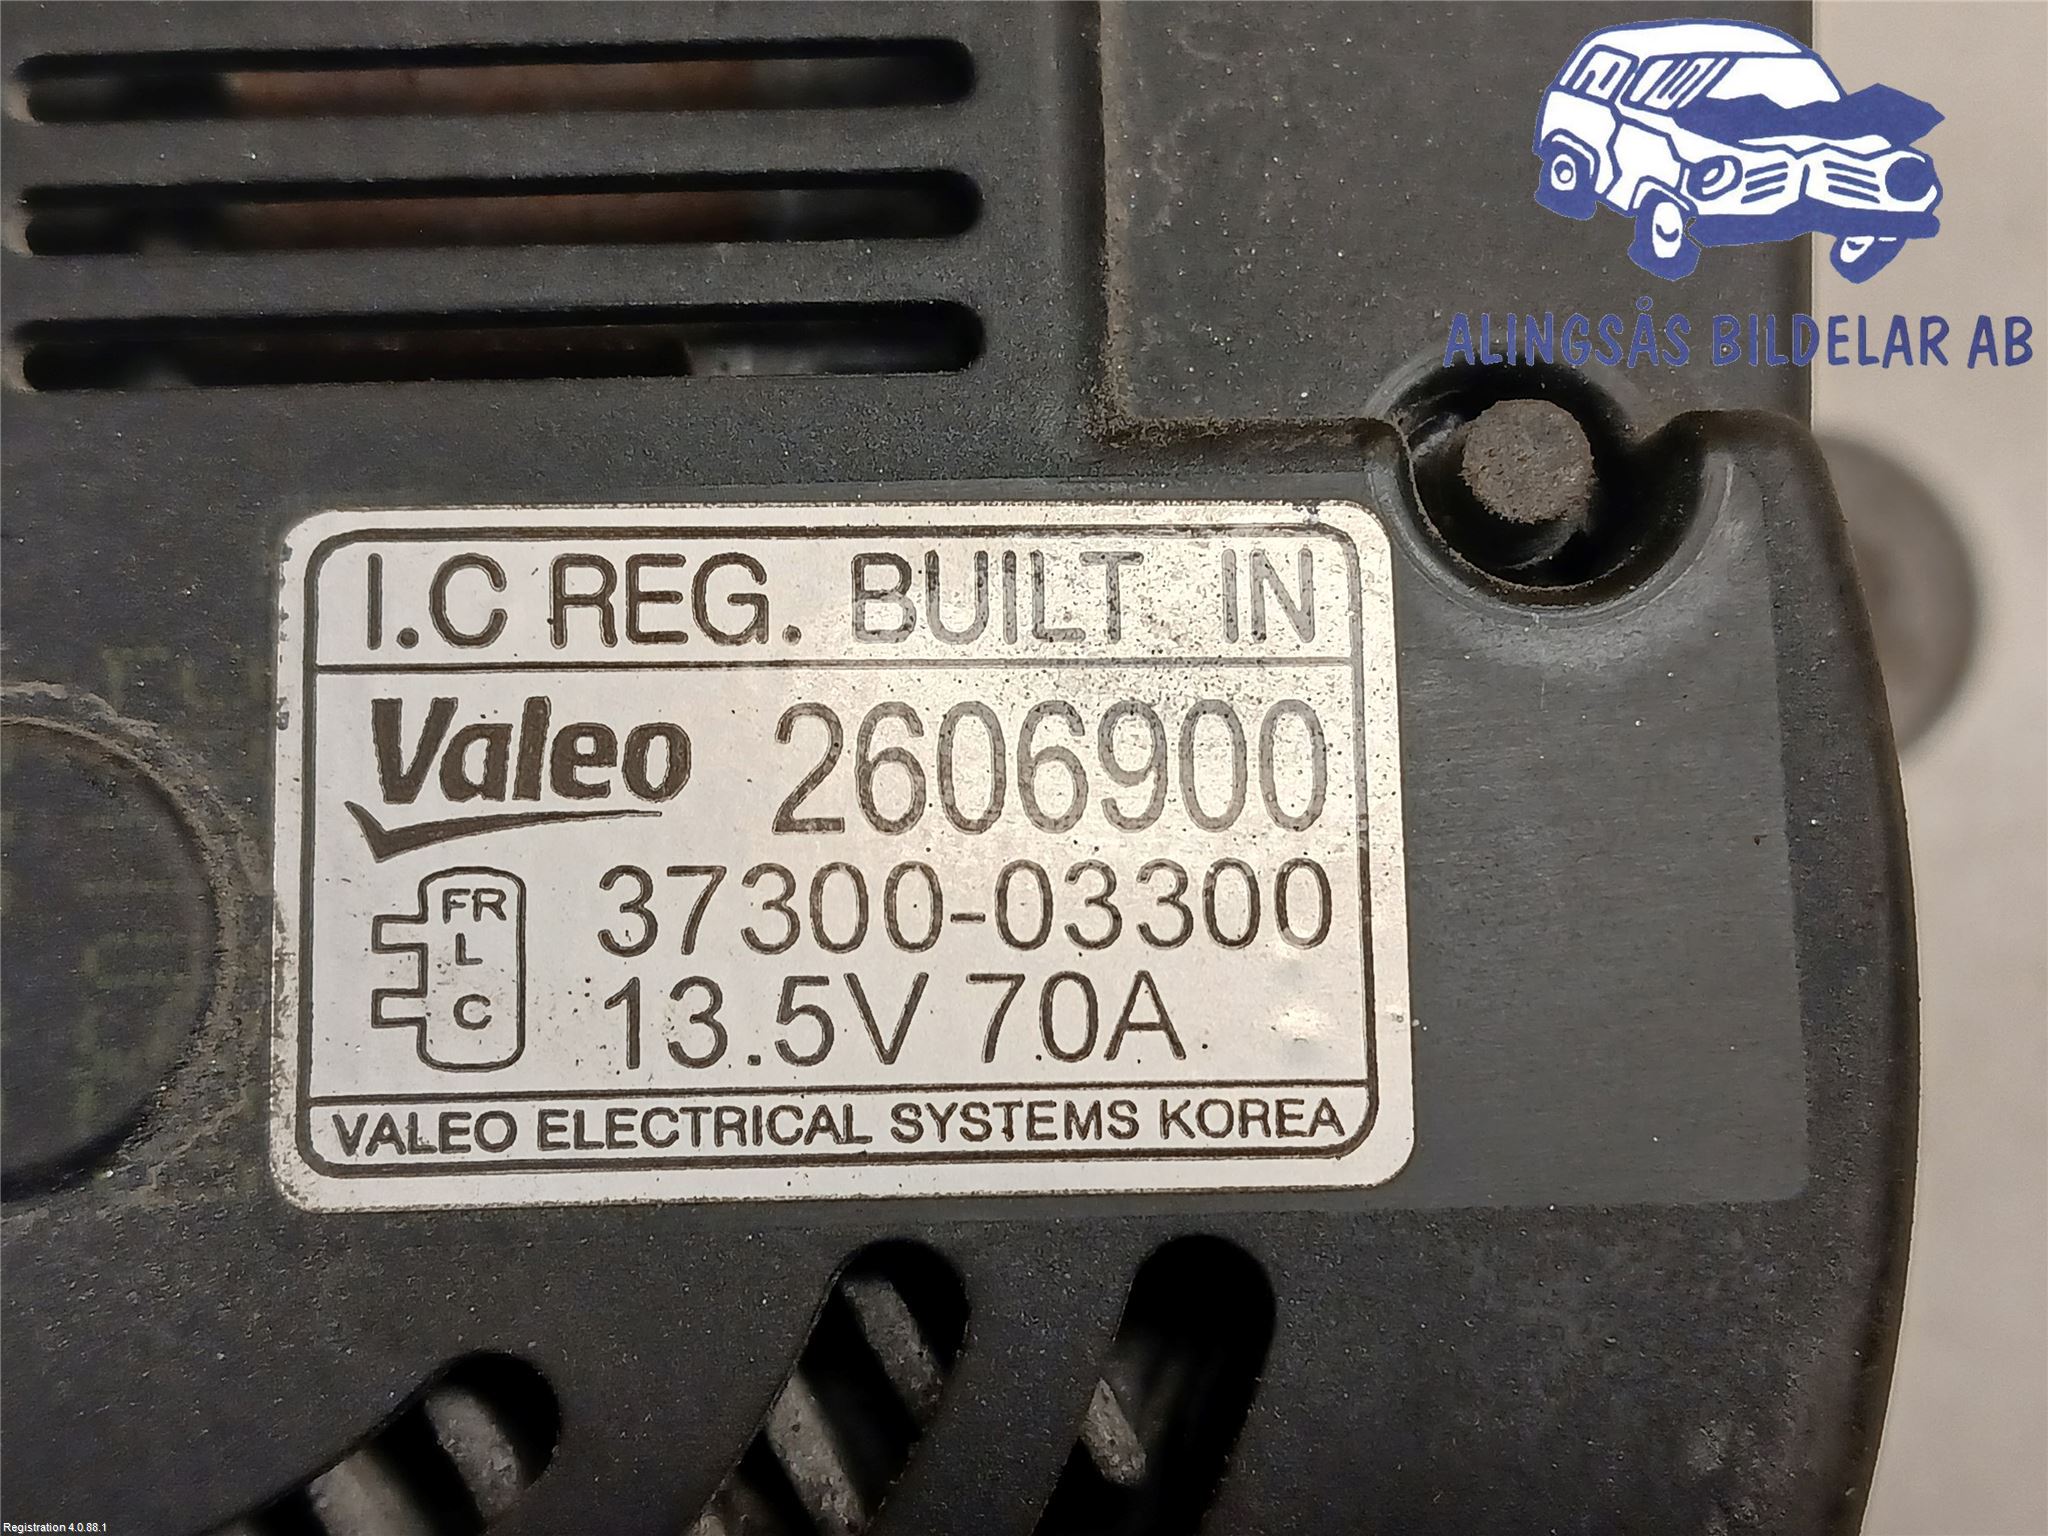 ALINGSÅS BILDELAR AB
I.C REG. BUILT IN
Valeo 2606900
FR
L
C
37300-03300
13.5V 70A
VALEO ELECTRICAL SYSTEMS KOREA
Registration 4.0.88.1